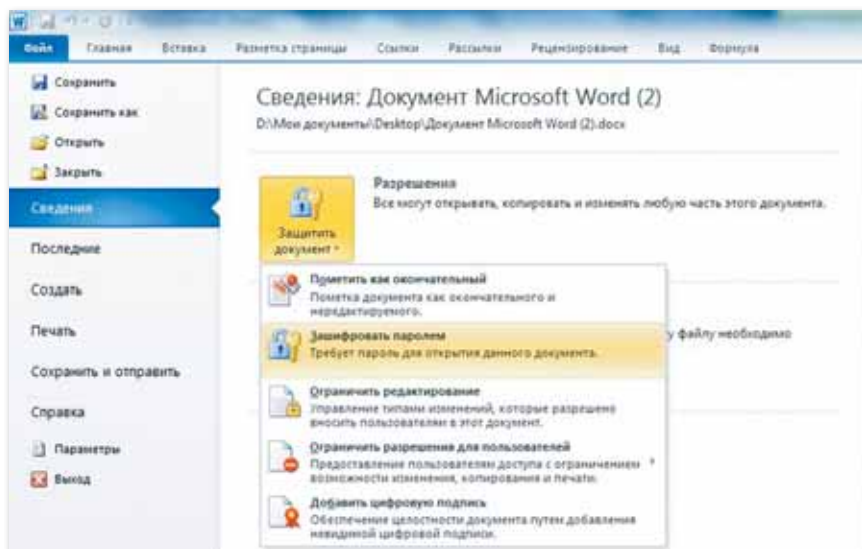 Файл Главная Вставка Разметка страницы Ссылки Рассылки Рецензирование Вид Формула
Сохранить
Сохранить как
Открыть
Закрыть
Сведения
Последние
Создать
Печать
Сохранить и отправить
Справка
Параметры
Выход
Сведения: Документ Microsoft Word (2)
D:\Мои документы\Desktop\Документ Microsoft Word (2).docx
Защитить
документ
Разрешения
Все могут открывать, копировать и изменять любую часть этого документа.
Пометить как окончательный
Пометка документа как окончательного и
нередактируемого.
Зашифровать паролем
Требует пароль для открытия данного документа.
у файлу необходимо
Ограничить редактирование
Управление типами изменений, которые разрешено
вносить пользователям в этот документ.
Ограничить разрешения для пользователей
Предоставление пользователям доступа с ограничением
возможности изменения, копирования и печати.
Добавить цифровую подпись
Обеспечение целостности документа путем добавления
невидимой цифровой подписи.